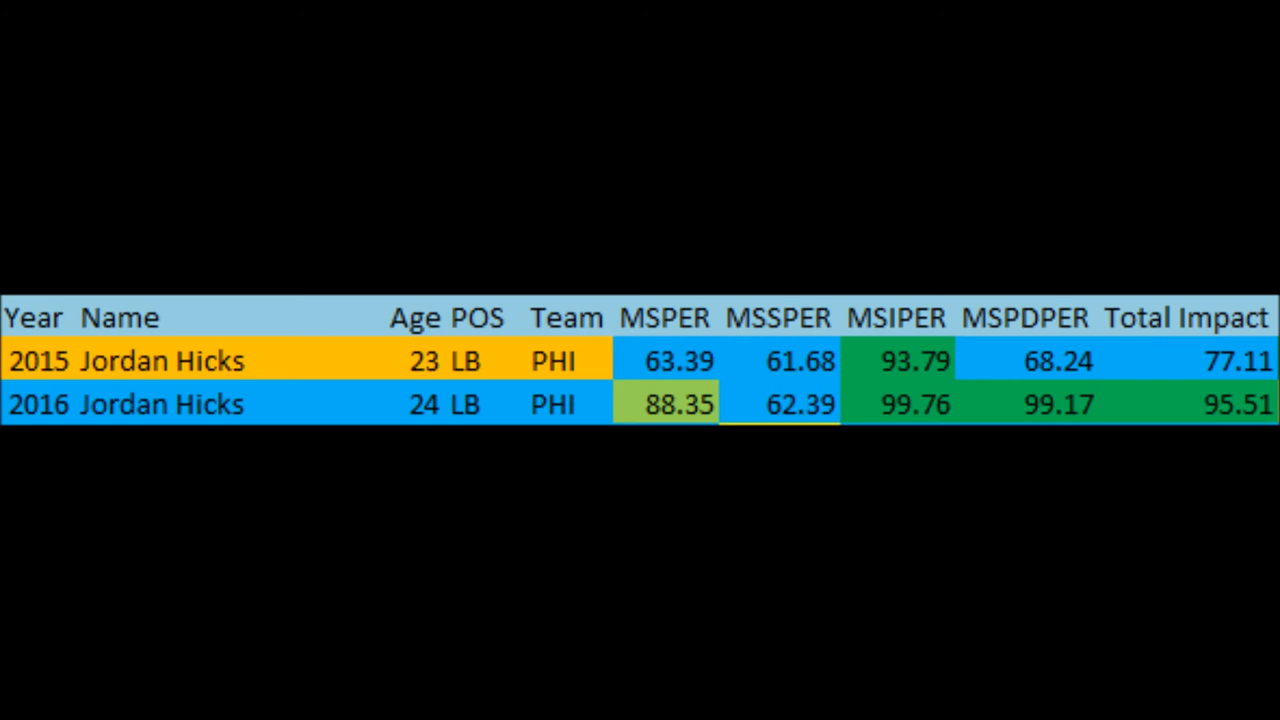 Year Name Age POS Team MSPER MSSPER MSIPER MSPDPER Total Impact
2015 Jordan Hicks 23 LB PHI 63.39 61.68 93.79 68.24 77.11
2016 Jordan Hicks 24 LB PHI 88.35 62.39 99.76 99.17 95.51